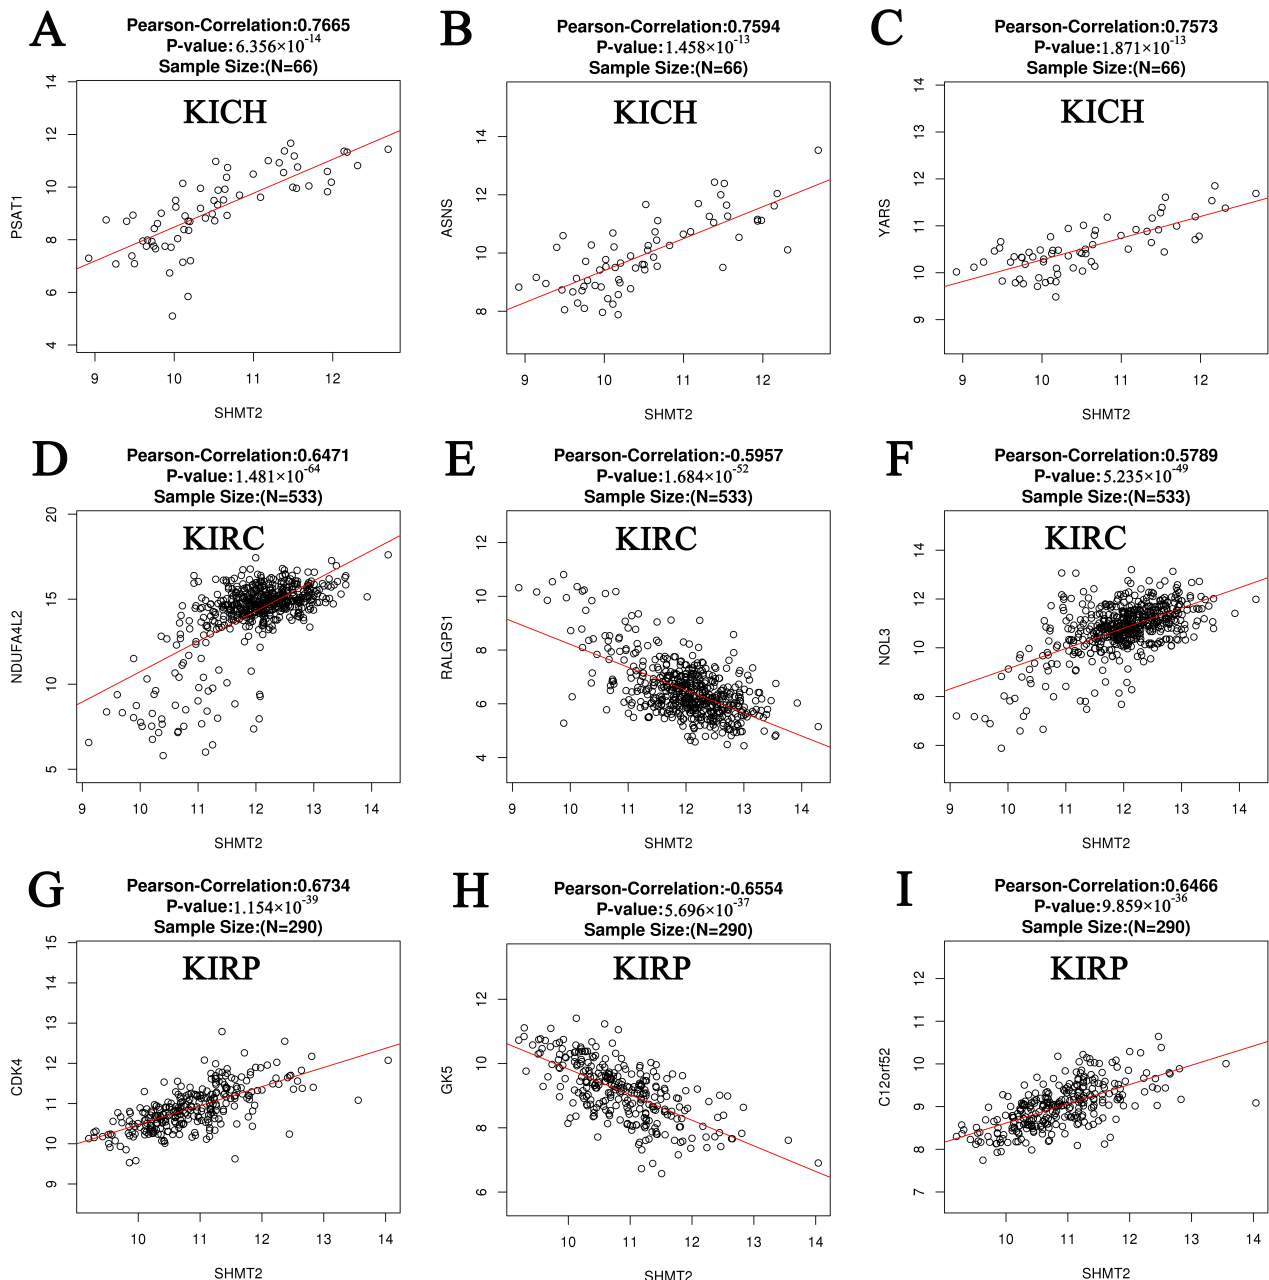 A
Pearson-Correlation:0.7665
P-value:6.356×10^-14
Sample Size:(N=66)
KICH
PSAT1
14
12
10
8
6
4
9 10 11 12
SHMT2
B
Pearson-Correlation:0.7594
P-value:1.458×10^-13
Sample Size:(N=66)
KICH
ASNS
14
12
10
8
9 10 11 12
SHMT2
C
Pearson-Correlation:0.7573
P-value:1.871×10^-13
Sample Size:(N=66)
KICH
YARS
14
13
12
11
10
9
9 10 11 12
SHMT2
D
Pearson-Correlation:0.6471
P-value:1.481×10^-64
Sample Size:(N=533)
KIRC
NDUFA4L2
20
15
10
5
9 10 11 12 13 14
SHMT2
E
Pearson-Correlation:-0.5957
P-value:1.684×10^-52
Sample Size:(N=533)
KIRC
RALGPS1
12
10
8
6
4
9 10 11 12 13 14
SHMT2
F
Pearson-Correlation:0.5789
P-value:5.235×10^-49
Sample Size:(N=533)
KIRC
NOL3
14
12
10
8
6
9 10 11 12 13 14
SHMT2
G
Pearson-Correlation:0.6734
P-value:1.154×10^-39
Sample Size:(N=290)
KIRP
CDK4
15
14
13
12
11
10
9
10 11 12 13 14
SHMT2
H
Pearson-Correlation:-0.6554
P-value:5.696×10^-37
Sample Size:(N=290)
KIRP
GK5
12
10
8
6
10 11 12 13 14
SHMT2
I
Pearson-Correlation:0.6466
P-value:9.859×10^-36
Sample Size:(N=290)
KIRP
C12orf52
12
11
10
9
8
7
10 11 12 13 14
SHMT2